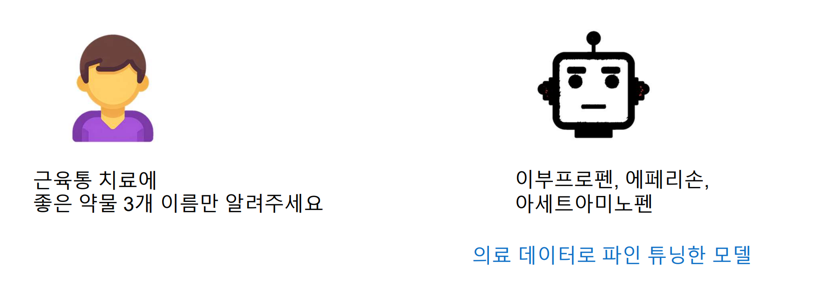 근육통 치료에
좋은 약물 3개 이름만 알려주세요
이부프로펜, 에페리손,
아세트아미노펜
의료 데이터로 파인 튜닝한 모델